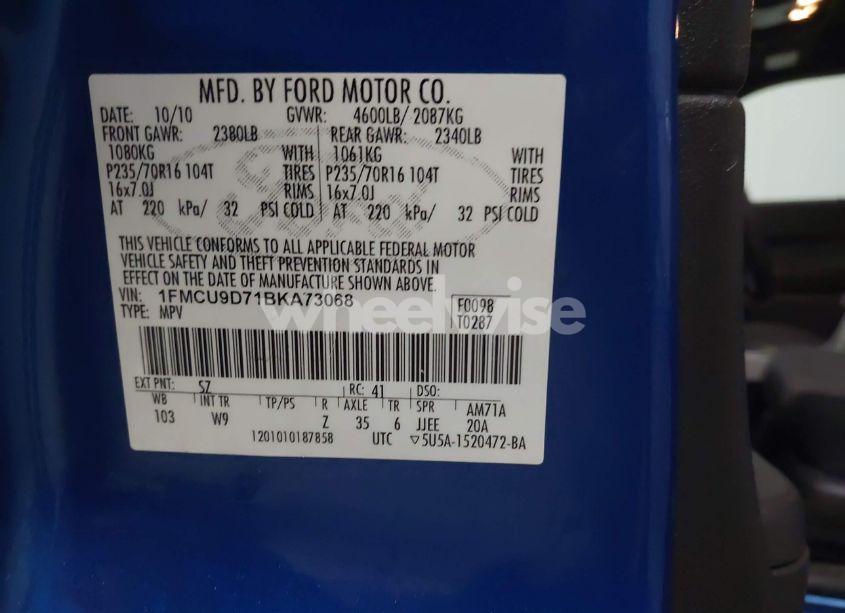 MFD. BY FORD MOTOR CO.
DATE: 10/10 GVWR: 4600LB/ 2087KG
FRONT GAWR: 2380LB REAR GAWR: 2340LB
1080KG WITH 1061KG WITH
P235/70R16 104T TIRES P235/70R16 104T TIRES
16x7.0J RIMS 16x7.0J RIMS
AT 220 kPa/ 32 PSI COLD AT 220 kPa/ 32 PSI COLD
THIS VEHICLE CONFORMS TO ALL APPLICABLE FEDERAL MOTOR
VEHICLE SAFETY AND THEFT PREVENTION STANDARDS IN
EFFECT ON THE DATE OF MANUFACTURE SHOWN ABOVE.
VIN: 1FMCU9D71BKA73068 F0098
TYPE: MPV T0287
wheelwise
EXT PNT: SZ RC: 41 DSO:
WB INT TR TP/PS R AXLE TR SPR AM71A
103 W9 Z 35 6 JJEE 20A
1201010187858 UTC ▽5U5A-1520472-BA